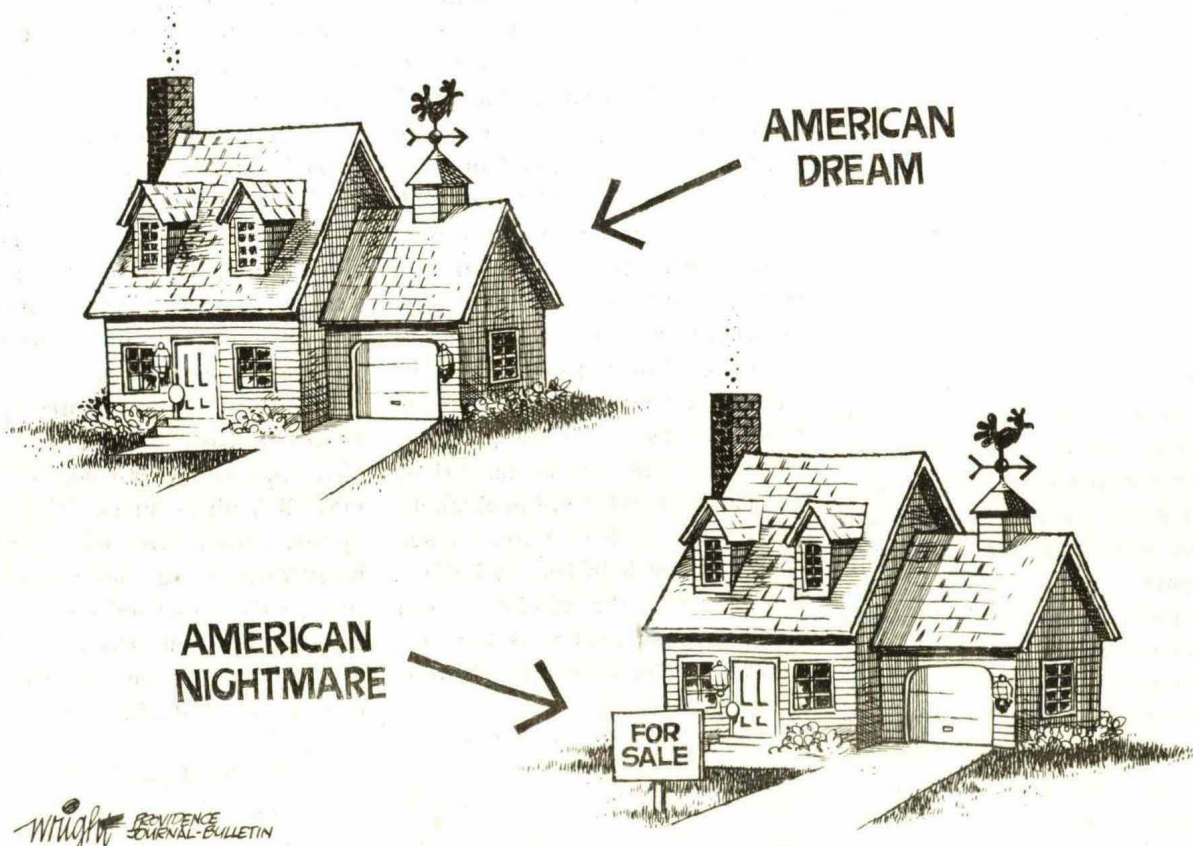 AMERICAN
DREAM
AMERICAN
NIGHTMARE
FOR
SALE
wright
PROVIDENCE
JOURNAL-BULLETIN